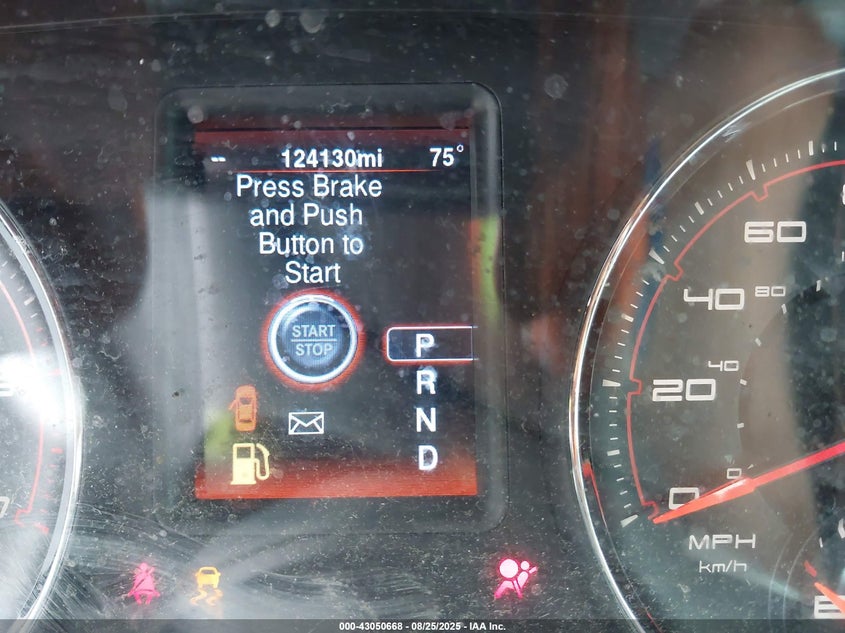 -- 124130mi 75°
Press Brake
and Push
Button to
Start
START
STOP
P
R
N
D
60
40 80
20 40
0 0
MPH
km/h
7
000-43050668 - 08/25/2025 - IAA Inc.